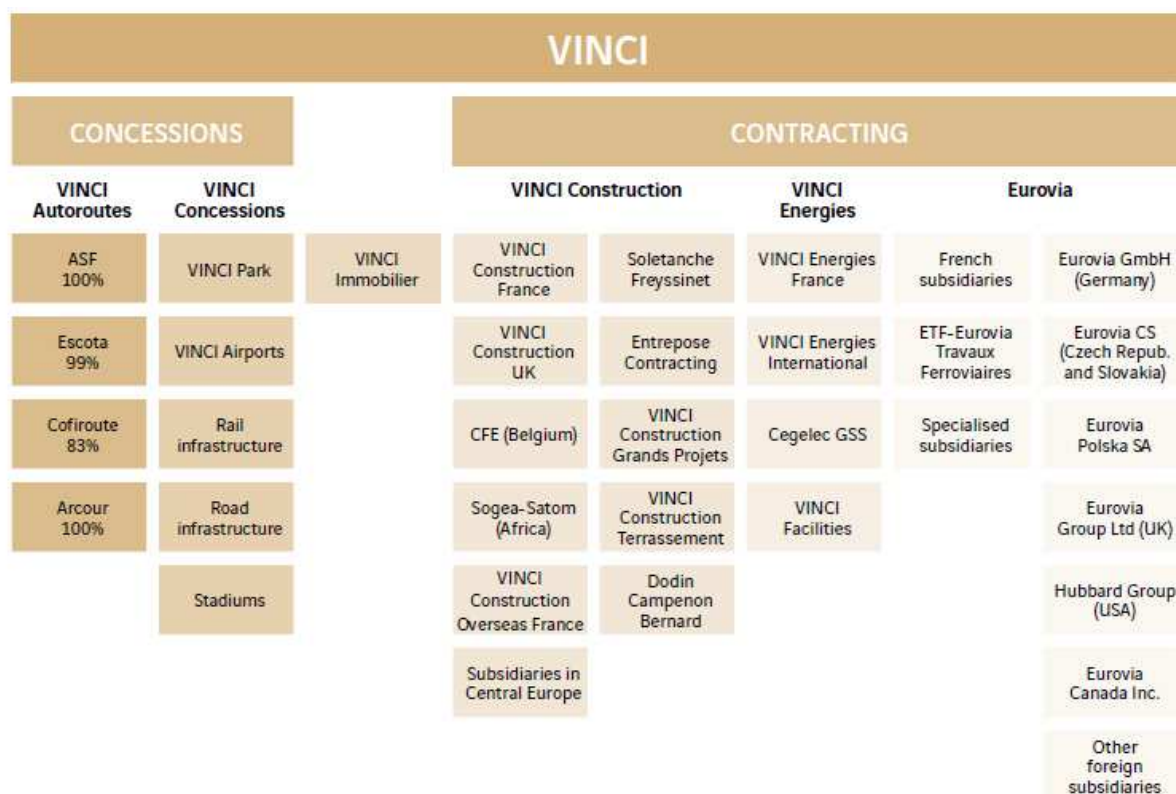 VINCI
CONCESSIONS
CONTRACTING
VINCI
Autoroutes
VINCI
Concessions
VINCI Construction
VINCI
Energies
Eurovia
ASF
100%
VINCI Park
VINCI
Immobilier
VINCI
Construction
France
Soletanche
Freyssinet
VINCI Energies
France
French
subsidiaries
Eurovia GmbH
(Germany)
Escota
99%
VINCI Airports
VINCI
Construction
UK
Entrepose
Contracting
VINCI Energies
International
ETF-Eurovia
Travaux
Ferroviaires
Eurovia CS
(Czech Repub.
and Slovakia)
Cofiroute
83%
Rail
infrastructure
CFE (Belgium)
VINCI
Construction
Grands Projets
Cegelec GSS
Specialised
subsidiaries
Eurovia
Polska SA
Arcour
100%
Road
infrastructure
Sogea-Satom
(Africa)
VINCI
Construction
Terrassement
VINCI
Facilities
Eurovia
Group Ltd (UK)
Stadiums
VINCI
Construction
Overseas France
Dodin
Campenon
Bernard
Hubbard Group
(USA)
Subsidiaries in
Central Europe
Eurovia
Canada Inc.
Other
foreign
subsidiaries